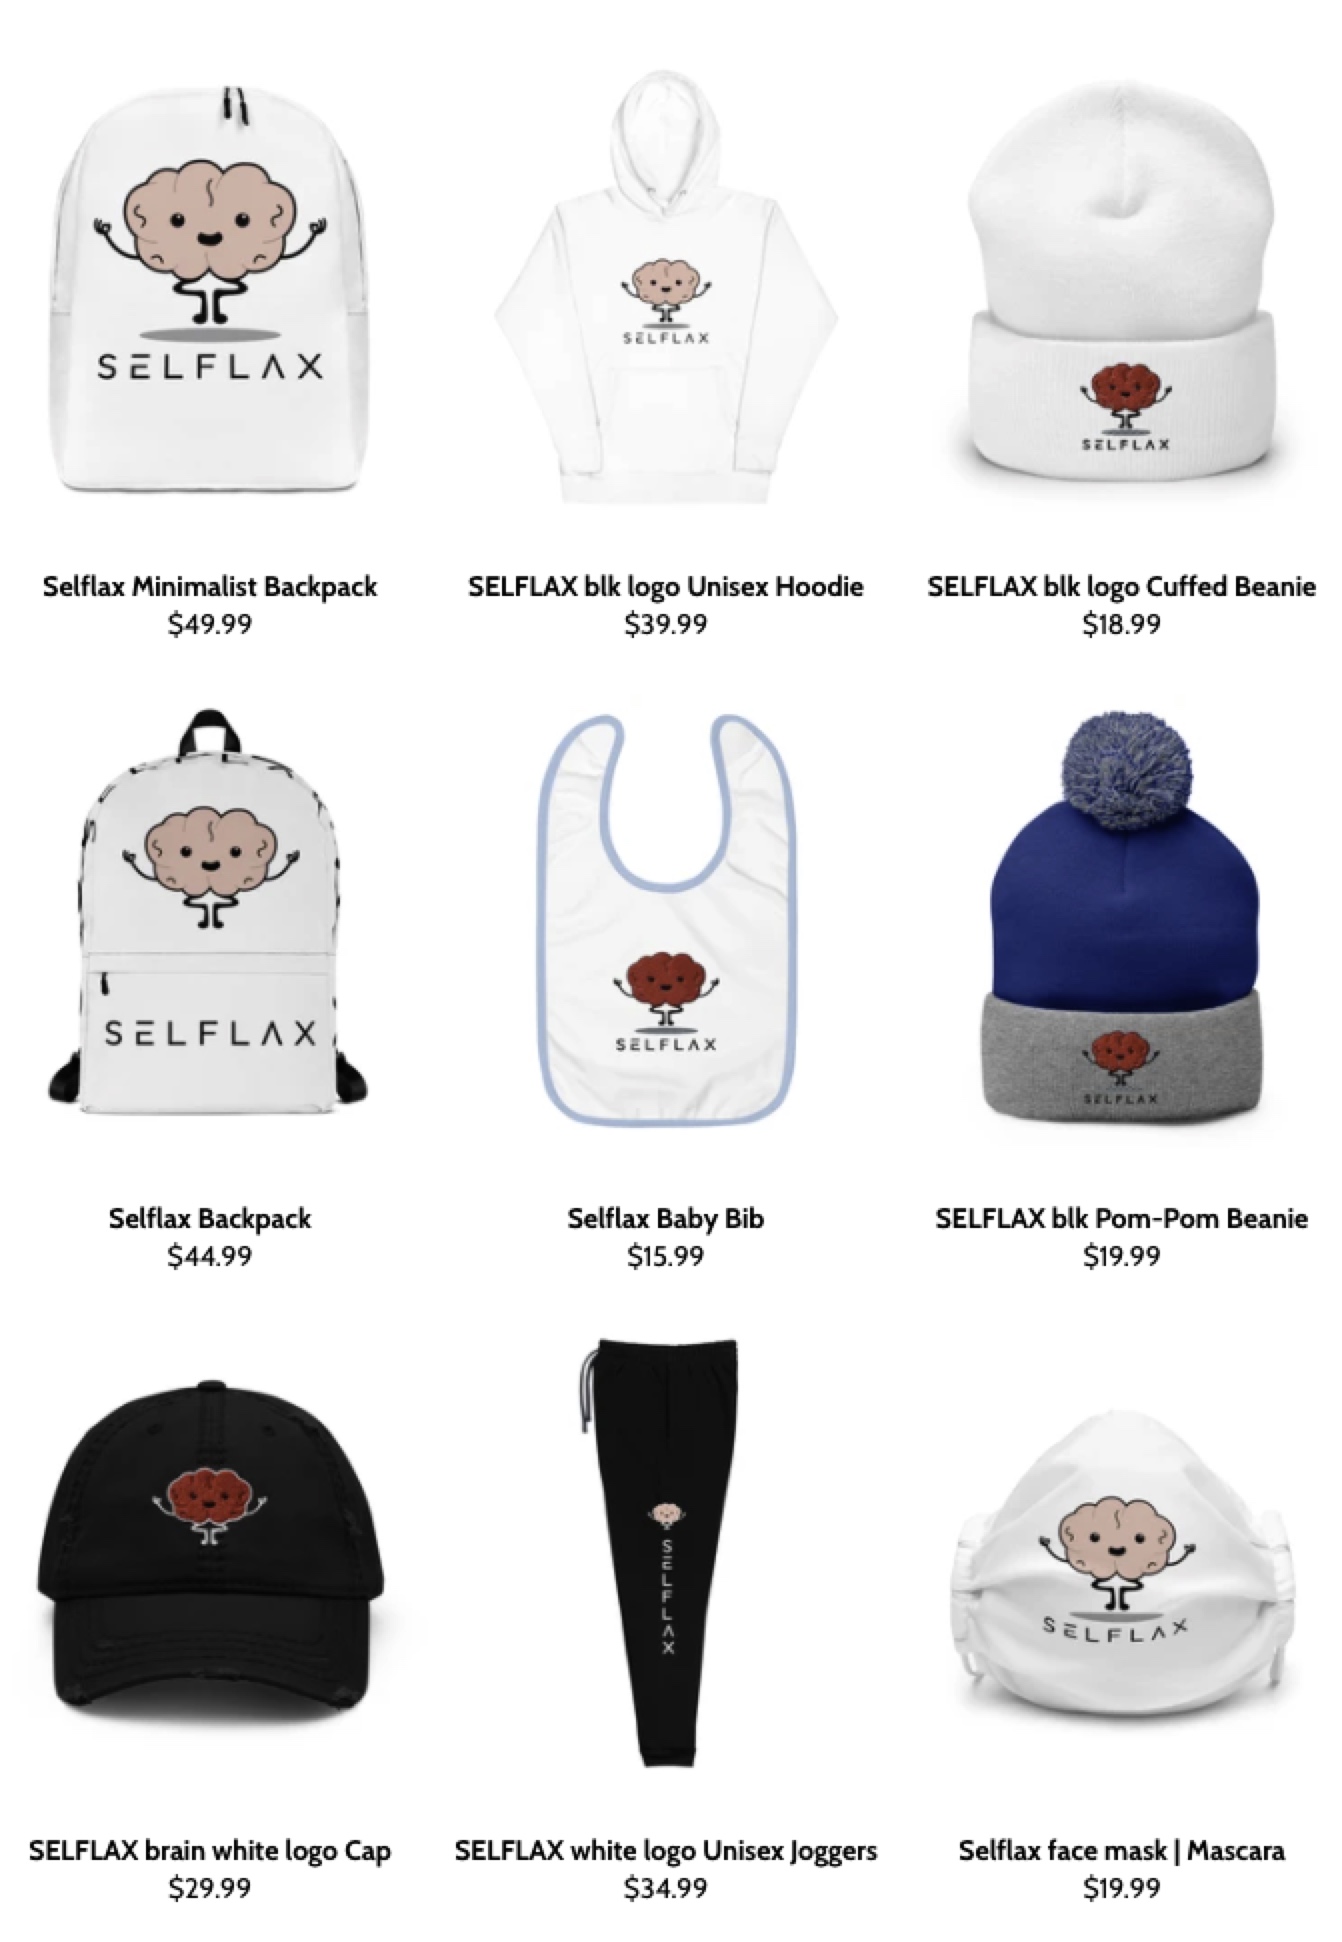 SELFLAX
SELFLAX
SELFLAX
Selflax Minimalist Backpack
$49.99
SELFLAX blk logo Unisex Hoodie
$39.99
SELFLAX blk logo Cuffed Beanie
$18.99
SELFLAX
SELFLAX
SELFLAX
Selflax Backpack
$44.99
Selflax Baby Bib
$15.99
SELFLAX blk Pom-Pom Beanie
$19.99
SELFLAX
SELFLAX
SELFLAX brain white logo Cap
$29.99
SELFLAX white logo Unisex Joggers
$34.99
Selflax face mask | Mascara
$19.99